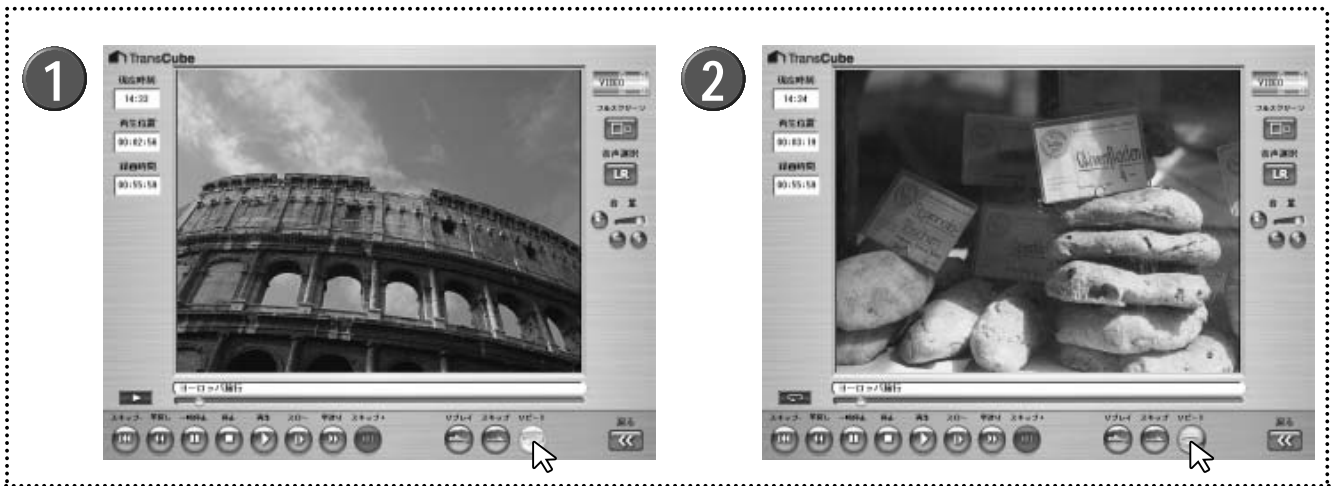 1
TransCube
現在時刻
14:23
再生位置
00:02:56
録画時間
00:55:58
VIDEO
フルスクリーン
音声選択
LR
音量
ヨーロッパ旅行
スキップ- 早戻し 一時停止 停止 再生 スロー 早送り スキップ+
リプレイ スキップ リピート
戻る
2
TransCube
現在時刻
14:24
再生位置
00:03:10
録画時間
00:55:58
VIDEO
フルスクリーン
音声選択
LR
音量
Olivenfladen
ヨーロッパ旅行
スキップ- 早戻し 一時停止 停止 再生 スロー 早送り スキップ+
リプレイ スキップ リピート
戻る